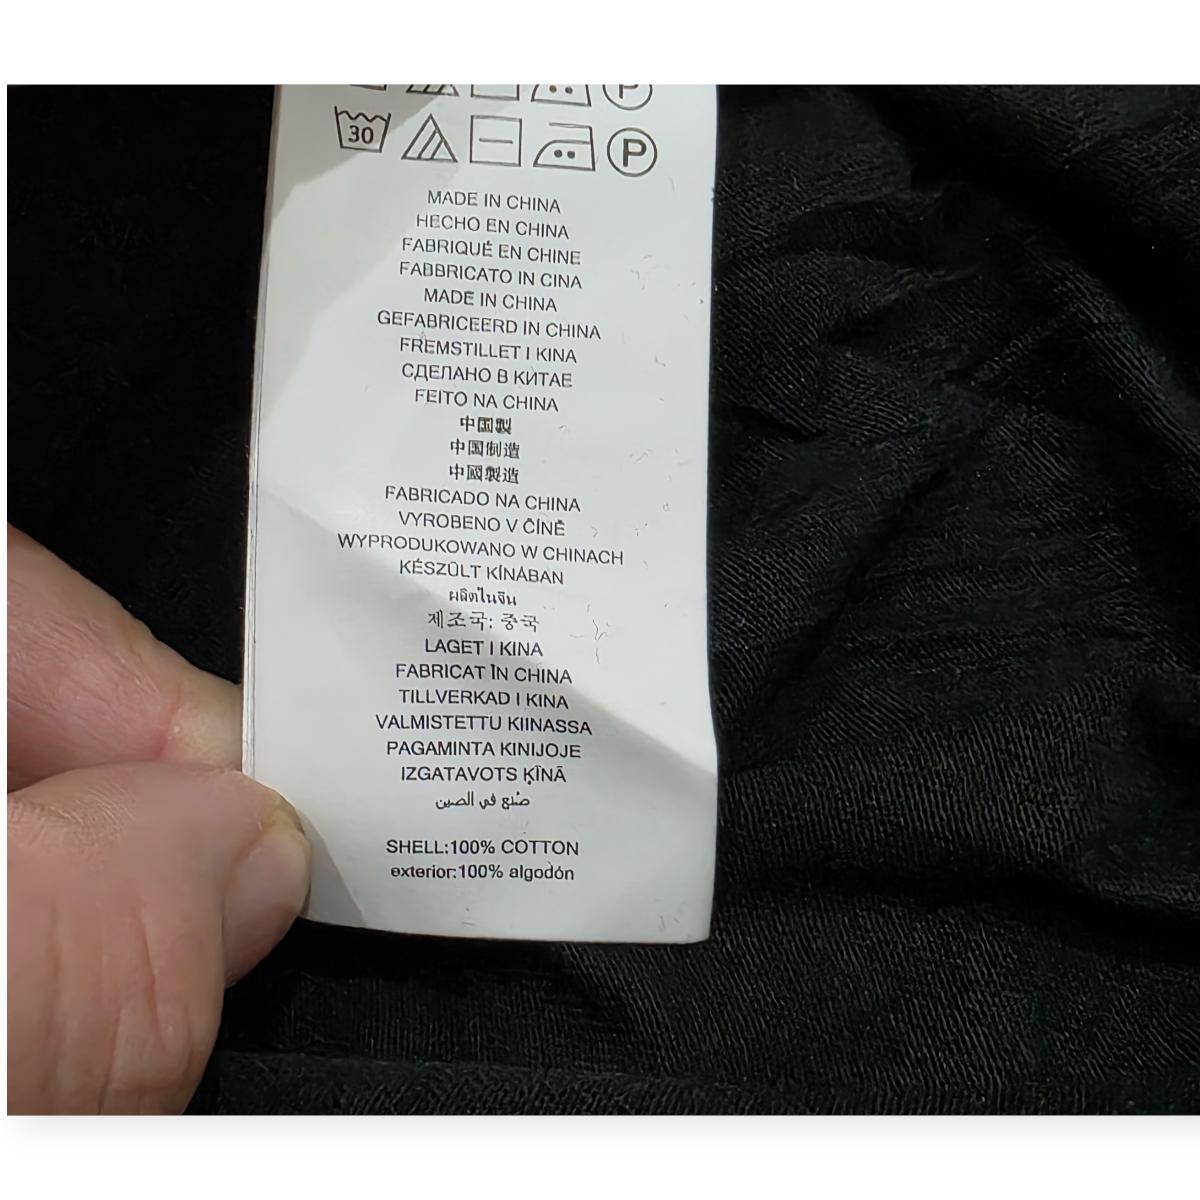 P
30 P
MADE IN CHINA
HECHO EN CHINA
FABRIQUÉ EN CHINE
FABBRICATO IN CINA
MADE IN CHINA
GEFABRICEERD IN CHINA
FREMSTILLET I KINA
СДЕЛАНО В КИТАЕ
FEITO NA CHINA
中国製
中国制造
中國製造
FABRICADO NA CHINA
VYROBENO V ČÍNĚ
WYPRODUKOWANO W CHINACH
KÉSZÜLT KÍNÁBAN
ผลิตในจีน
제조국: 중국
LAGET I KINA
FABRICAT ÎN CHINA
TILLVERKAD I KINA
VALMISTETTU KIINASSA
PAGAMINTA KINIJOJE
IZGATAVOTS ĶĪNĀ
صُنع في الصين
SHELL:100% COTTON
exterior:100% algodón